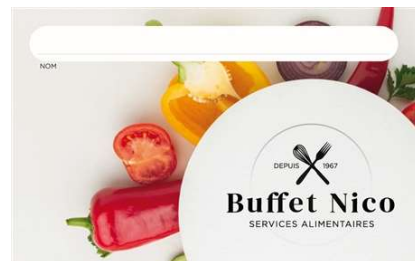 NOM
DEPUIS 1967
Buffet Nico
SERVICES ALIMENTAIRES